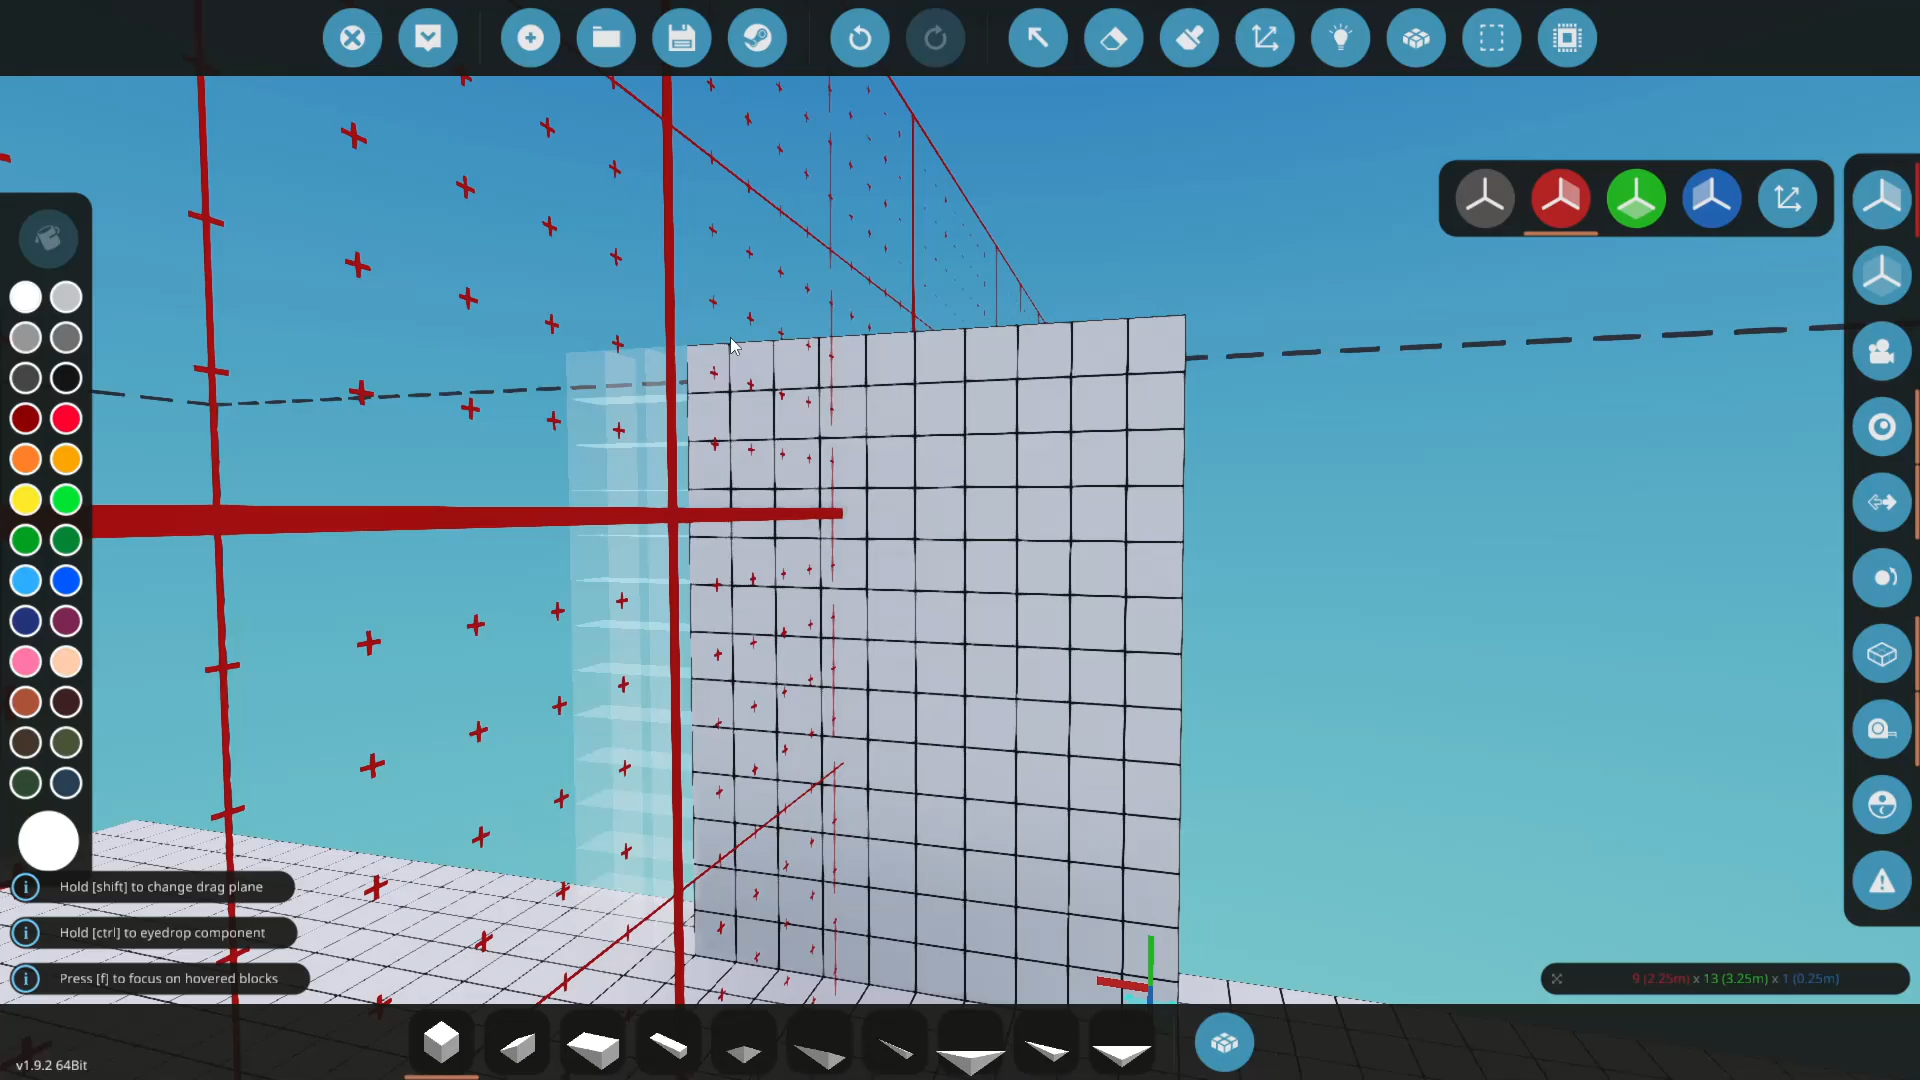 Hold [shift] to change drag plane
Hold [ctrl] to eyedrop component
Press [f] to focus on hovered blocks
9 (2.25m) x 13 (3.25m) x 1 (0.25m)
v1.9.2 64Bit